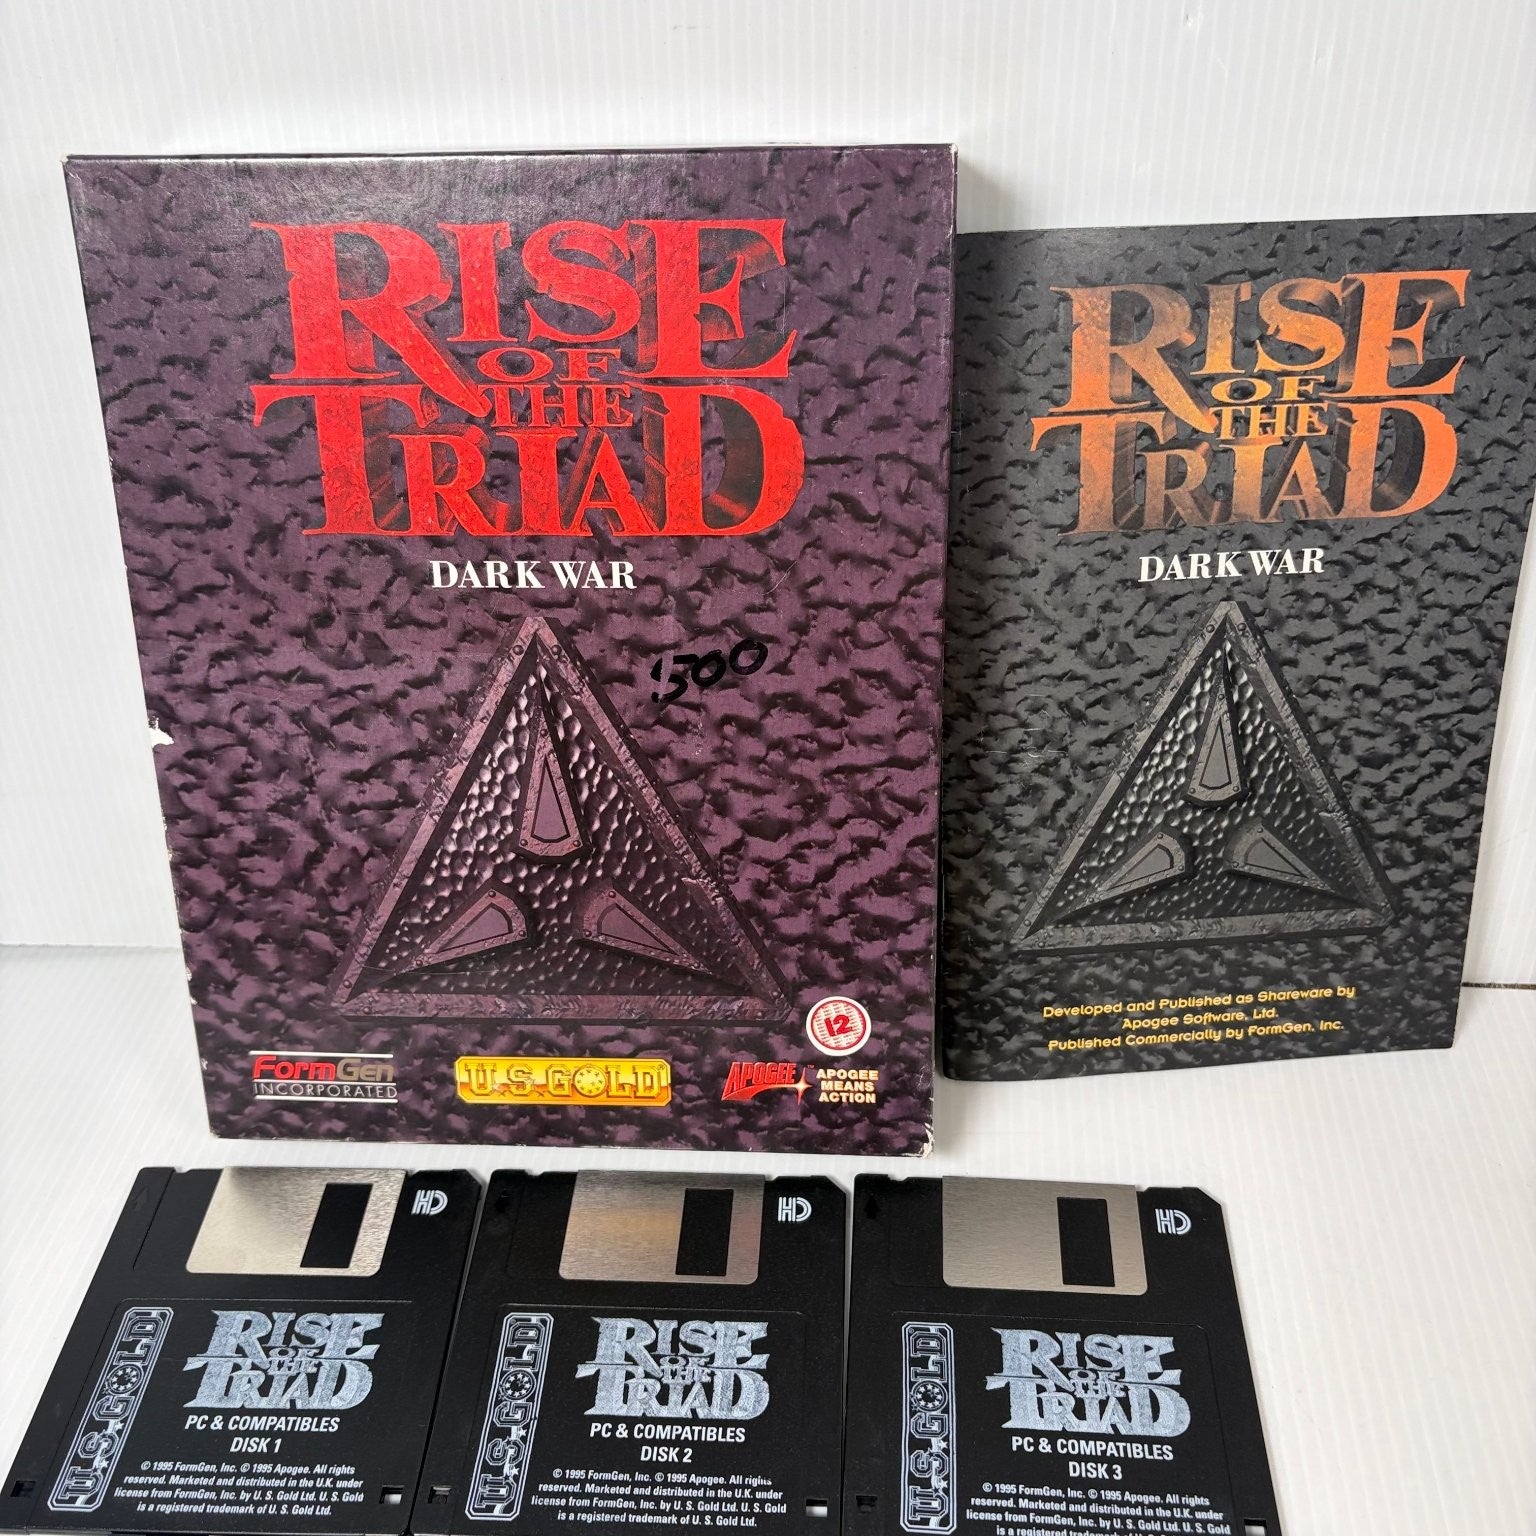 RISE
OF
THE
TRIAD
DARK WAR
500
12
FORMGEN
INCORPORATED
U.S. GOLD®
APOGEE™
APOGEE
MEANS
ACTION
RISE
OF
THE
TRIAD
DARK WAR
Developed and Published as Shareware by
Apogee Software, Ltd.
Published Commercially by FormGen, Inc.
HD
U.S. GOLD
RISE
OF
THE
TRIAD
PC & COMPATIBLES
DISK 1
© 1995 FormGen, Inc. © 1995 Apogee. All rights
reserved. Marketed and distributed in the U.K. under
license from FormGen, Inc. by U. S. Gold Ltd. U. S. Gold
is a registered trademark of U. S. Gold Ltd.
HD
U.S. GOLD
RISE
OF
THE
TRIAD
PC & COMPATIBLES
DISK 2
© 1995 FormGen, Inc. © 1995 Apogee. All rights
reserved. Marketed and distributed in the U.K. under
license from FormGen, Inc. by U. S. Gold Ltd. U. S. Gold
is a registered trademark of U. S. Gold Ltd.
HD
U.S. GOLD
RISE
OF
THE
TRIAD
PC & COMPATIBLES
DISK 3
© 1995 FormGen, Inc. © 1995 Apogee. All rights
reserved. Marketed and distributed in the U.K. under
license from FormGen, Inc. by U. S. Gold Ltd. U. S. Gold
is a registered trademark of U. S. Gold Ltd.